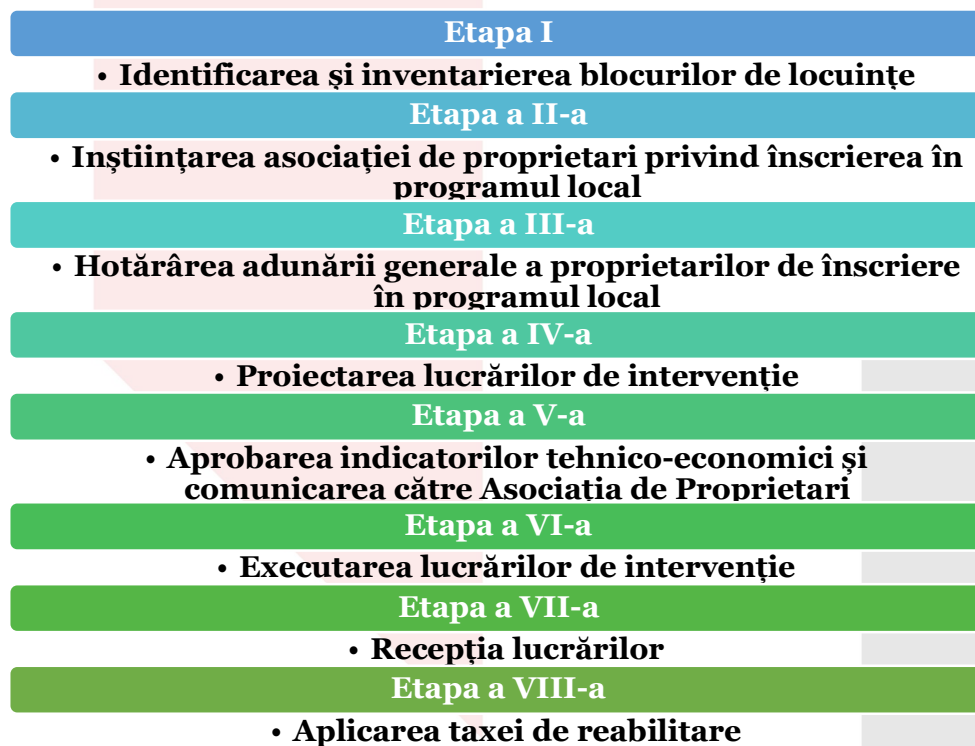 Etapa I
• Identificarea și inventarierea blocurilor de locuințe
Etapa a II-a
• Inștiințarea asociației de proprietari privind înscrierea în
programul local
Etapa a III-a
• Hotărârea adunării generale a proprietarilor de înscriere
în programul local
Etapa a IV-a
• Proiectarea lucrărilor de intervenție
Etapa a V-a
• Aprobarea indicatorilor tehnico-economici și
comunicarea către Asociația de Proprietari
Etapa a VI-a
• Executarea lucrărilor de intervenție
Etapa a VII-a
• Recepția lucrărilor
Etapa a VIII-a
• Aplicarea taxei de reabilitare